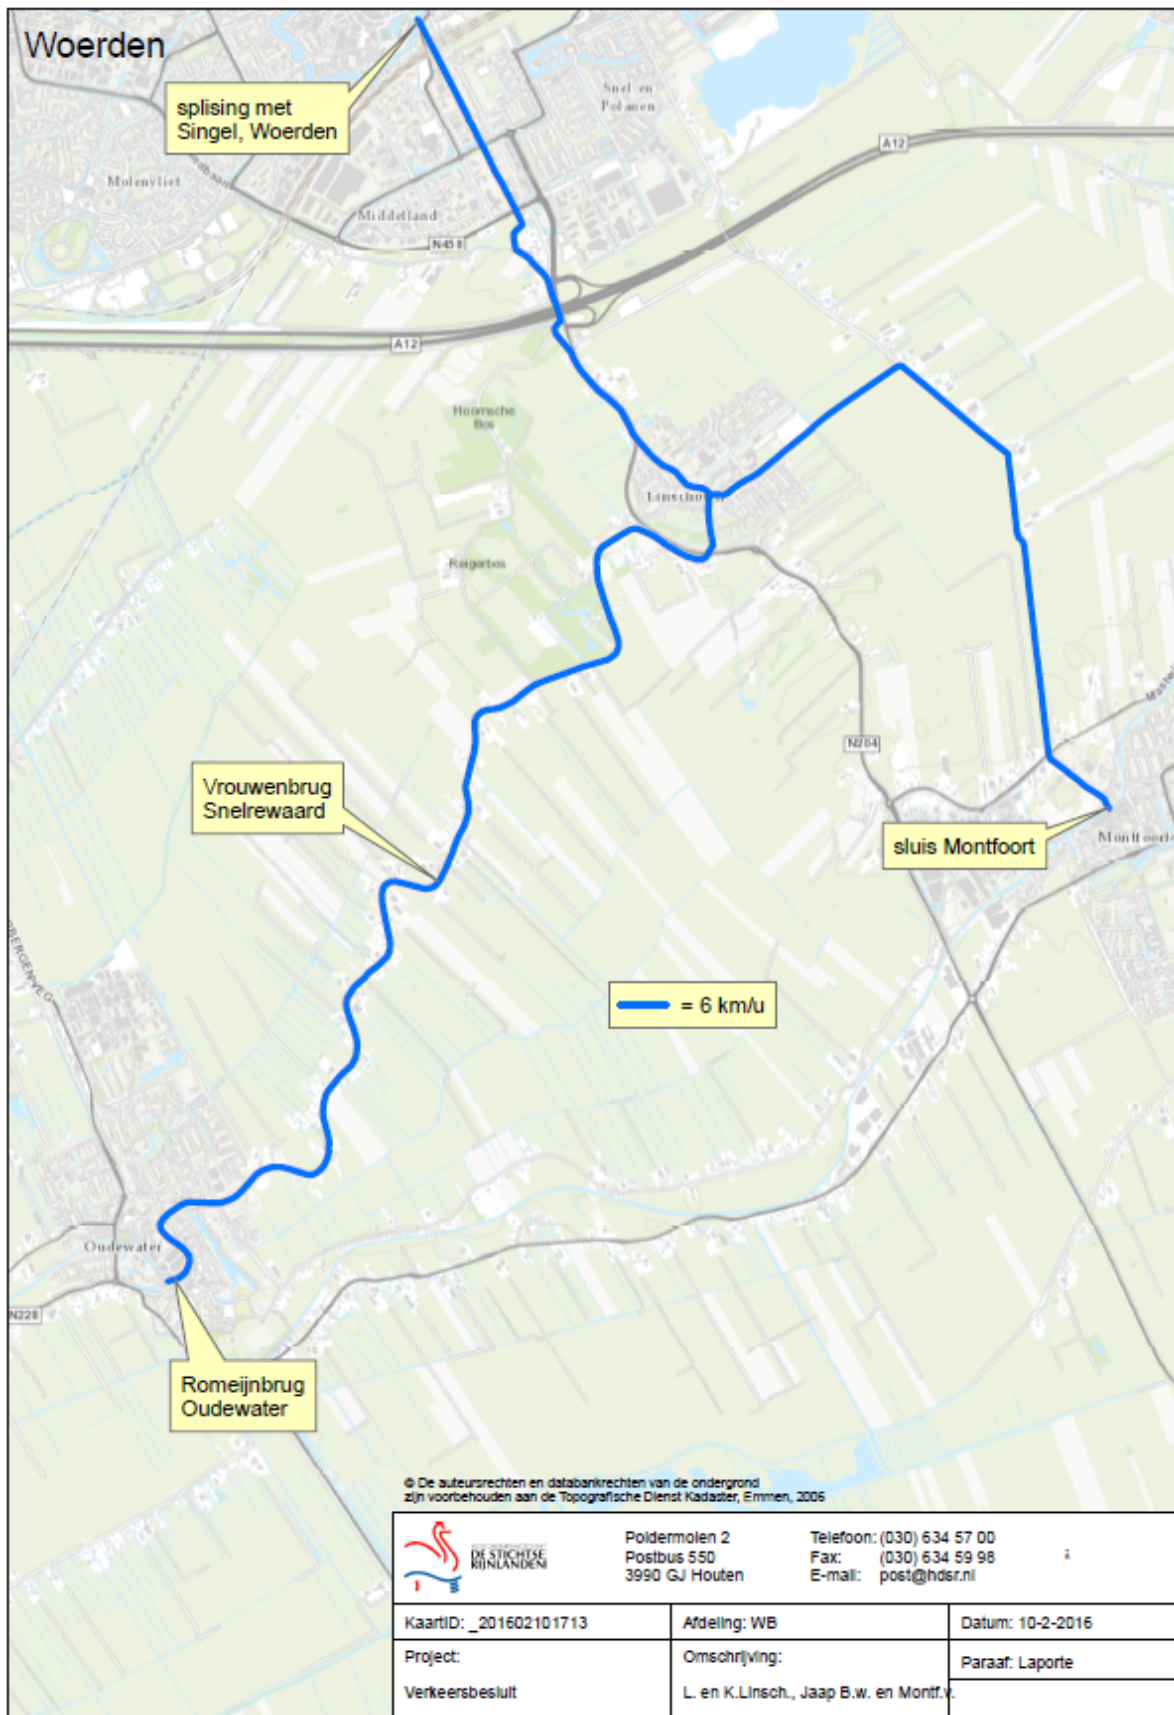 Woerden
splising met
Singel, Woerden
Snel en
Polanen
A12
Molenvliet
Middelland
N458
A12
Hoornsche
Bos
Reigerbos
Vrouwenbrug
Snelrewaard
N204
sluis Montfoort
Montfoort
= 6 km/u
Oudewater
N228
Romeijnbrug
Oudewater
© De auteursrechten en databankrechten van de ondergrond
zijn voorbehouden aan de Topografische Dienst Kadaster, Emmen, 2006
DE STICHTSE
RIJNLANDEN
Poldermolen 2
Postbus 550
3990 GJ Houten
Telefoon: (030) 634 57 00
Fax: (030) 634 59 98
E-mail: post@hdsr.nl
KaartID: _201602101713
Afdeling: WB
Datum: 10-2-2016
Project:
Verkeersbesluit
Omschrijving:
L. en K.Linsch., Jaap B.w. en Montf.v.
Paraaf: Laporte